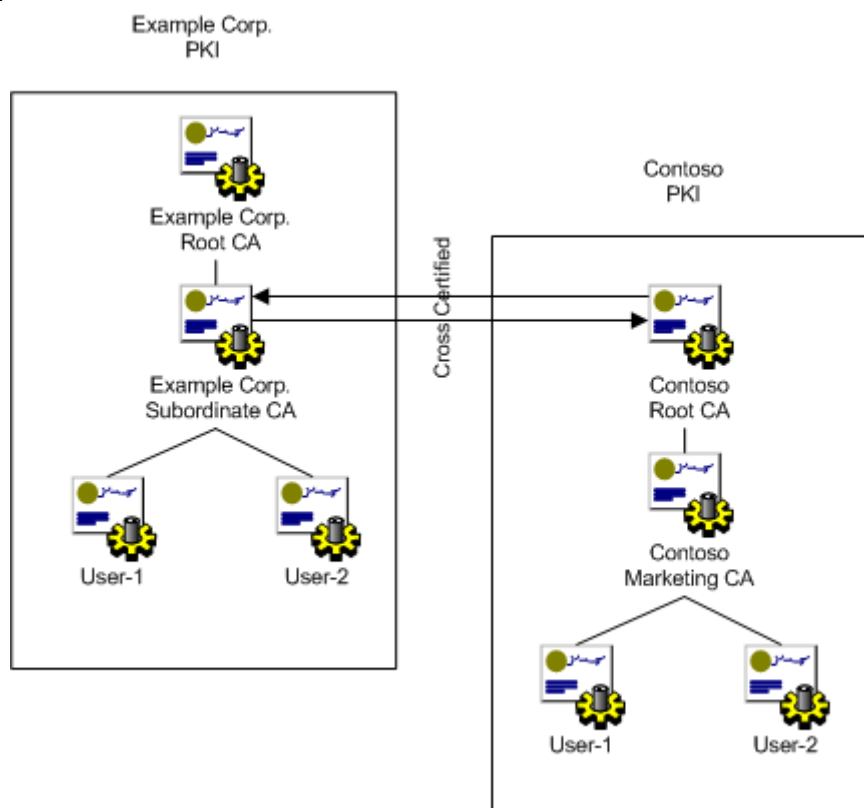 Example Corp.
PKI
Example Corp.
Root CA
Example Corp.
Subordinate CA
User-1
User-2
Cross Certified
Contoso
PKI
Contoso
Root CA
Contoso
Marketing CA
User-1
User-2